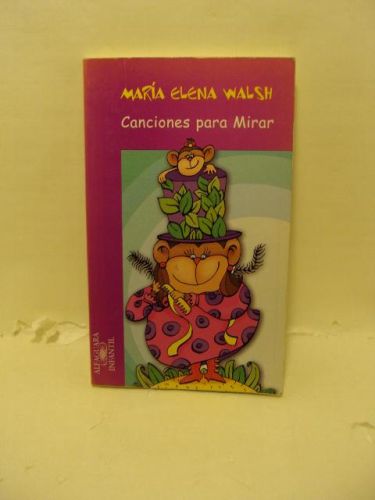 MARÍA ELENA WALSH
Canciones para Mirar
ALFAGUARA
INFANTIL